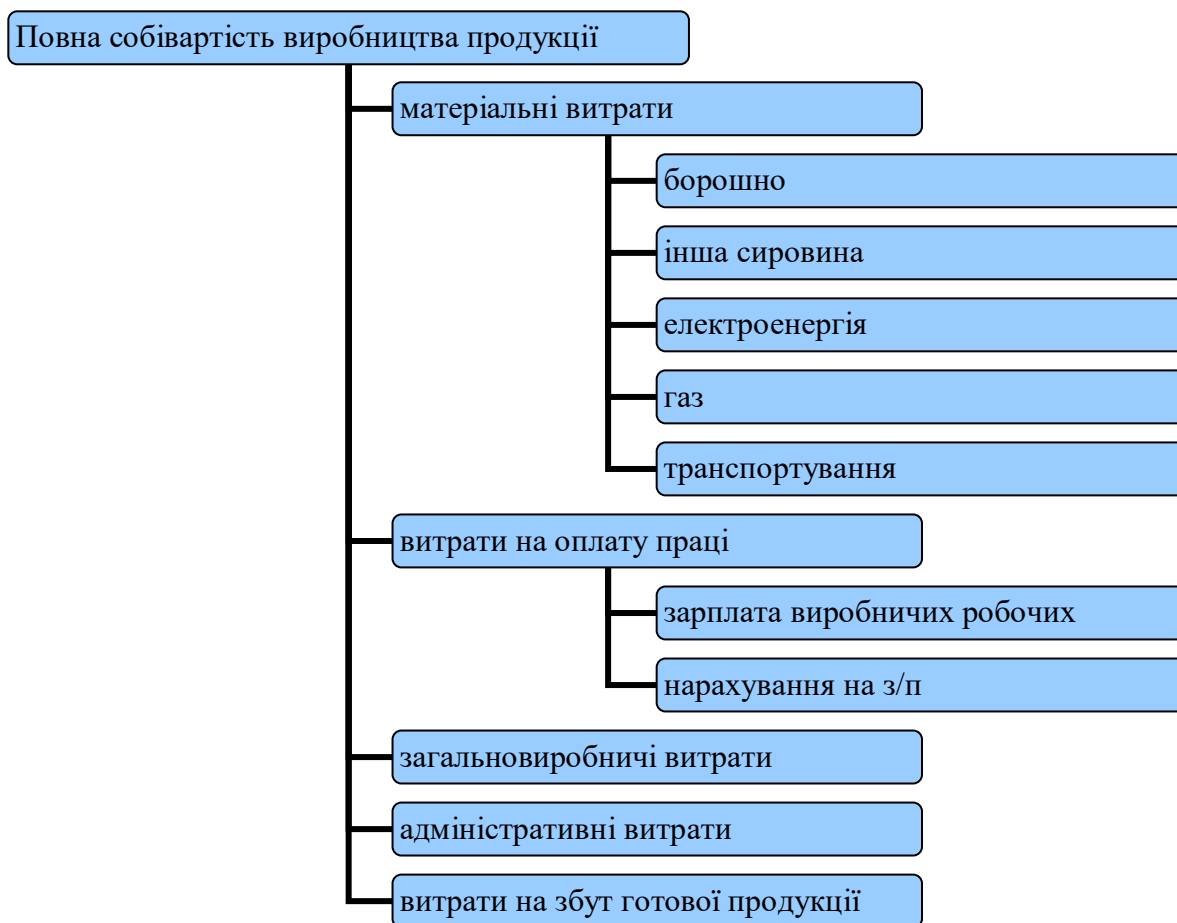 Повна собівартість виробництва продукції
матеріальні витрати
борошно
інша сировина
електроенергія
газ
транспортування
витрати на оплату праці
зарплата виробничих робочих
нарахування на з/п
загальновиробничі витрати
адміністративні витрати
витрати на збут готової продукції